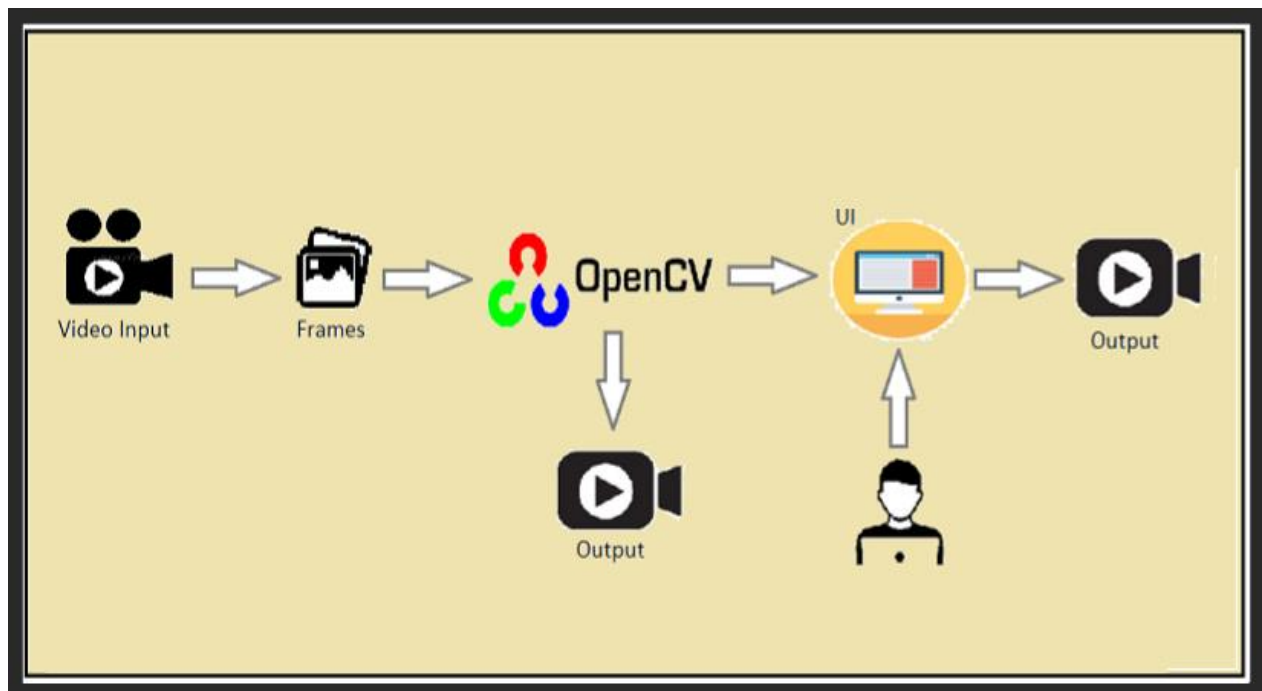 UI
OpenCV
Video Input
Frames
Output
Output